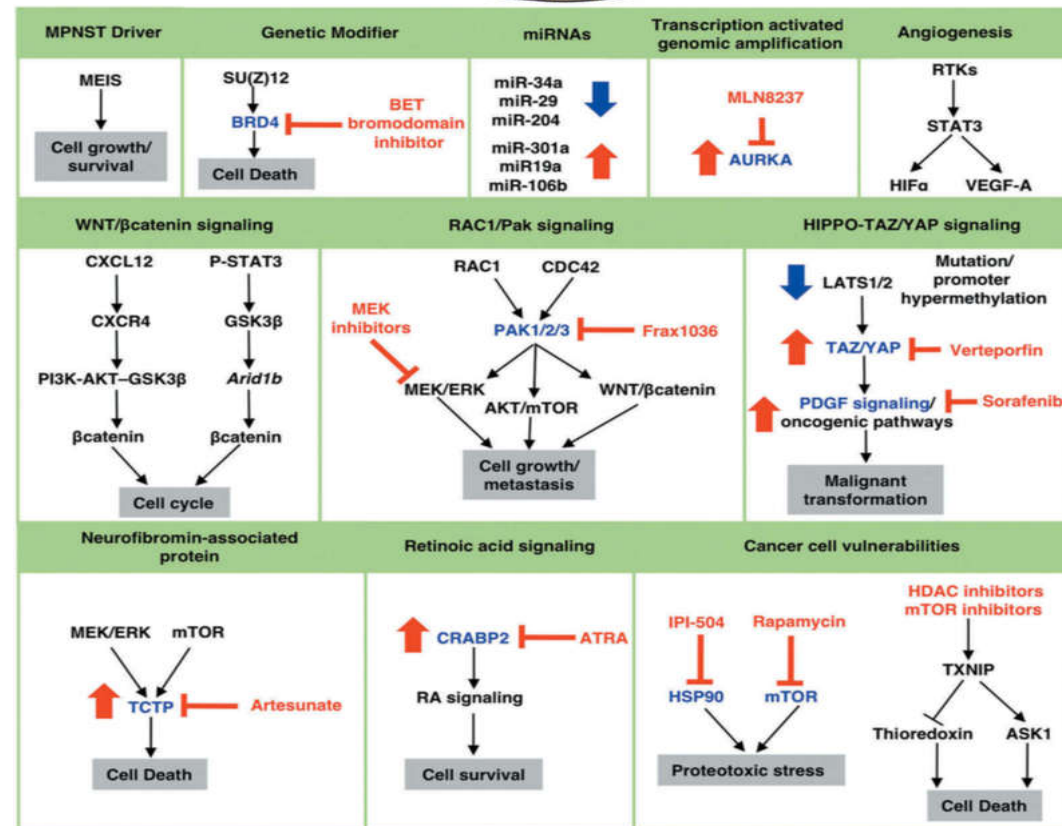 MPNST Driver
MEIS
Cell growth/
survival
Genetic Modifier
SU(Z)12
BRD4
BET
bromodomain
inhibitor
Cell Death
miRNAs
miR-34a
miR-29
miR-204
miR-301a
miR19a
miR-106b
Transcription activated
genomic amplification
MLN8237
AURKA
Angiogenesis
RTKs
STAT3
HIFα
VEGF-A
WNT/βcatenin signaling
CXCL12
P-STAT3
CXCR4
GSK3β
PI3K-AKT–GSK3β
Arid1b
βcatenin
βcatenin
Cell cycle
RAC1/Pak signaling
RAC1
CDC42
MEK
inhibitors
PAK1/2/3
Frax1036
MEK/ERK
AKT/mTOR
WNT/βcatenin
Cell growth/
metastasis
HIPPO-TAZ/YAP signaling
LATS1/2
Mutation/
promoter
hypermethylation
TAZ/YAP
Verteporfin
PDGF signaling/
oncogenic pathways
Sorafenib
Malignant
transformation
Neurofibromin-associated
protein
MEK/ERK
mTOR
TCTP
Artesunate
Cell Death
Retinoic acid signaling
CRABP2
ATRA
RA signaling
Cell survival
Cancer cell vulnerabilities
IPI-504
Rapamycin
HSP90
mTOR
Proteotoxic stress
HDAC inhibitors
mTOR inhibitors
TXNIP
Thioredoxin
ASK1
Cell Death